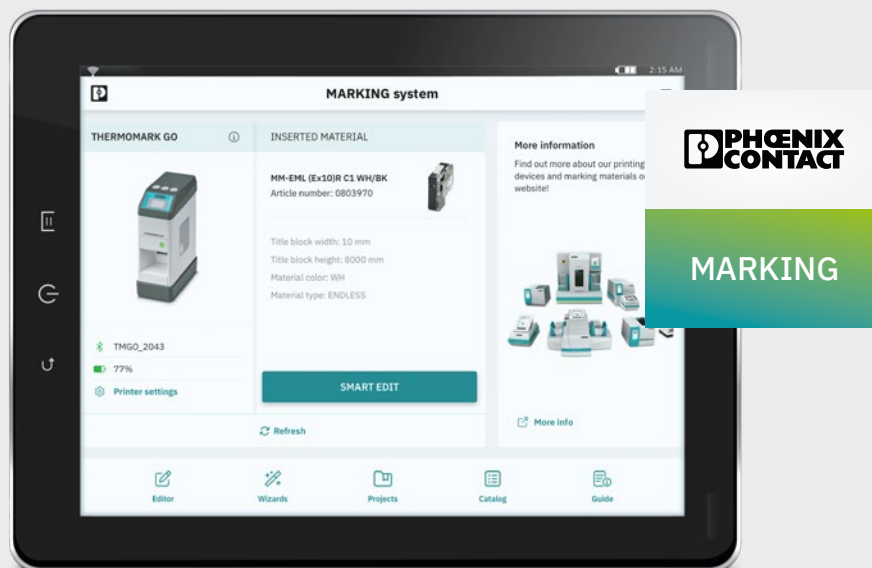 2:15 AM
MARKING system
THERMOMARK GO
INSERTED MATERIAL
MM-EML (Ex10)R C1 WH/BK
Article number: 0803970
Title block width: 10 mm
Title block height: 8000 mm
Material color: WH
Material type: ENDLESS
TMGO_2043
77%
Printer settings
SMART EDIT
Refresh
More information
Find out more about our printing
devices and marking materials
website!
More info
Editor
Wizards
Projects
Catalog
Guide
PHŒNIX
CONTACT
MARKING